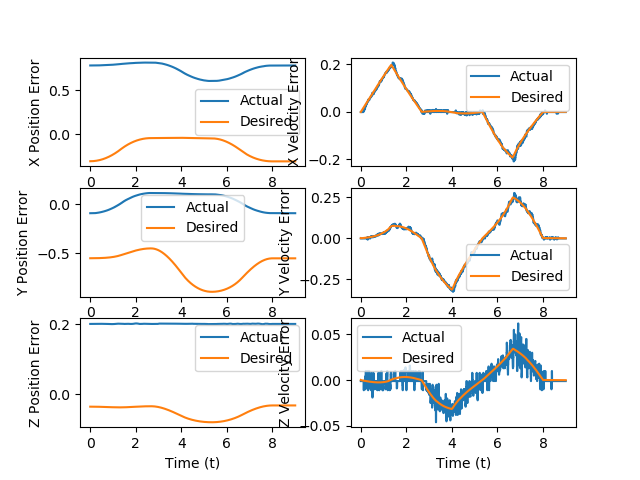 X Position Error
0.5
0.0
0 2 4 6 8
Actual
Desired
X Velocity Error
0.2
0.0
−0.2
0 2 4 6 8
Actual
Desired
Y Position Error
0.0
−0.5
0 2 4 6 8
Actual
Desired
Y Velocity Error
0.25
0.00
−0.25
0 2 4 6 8
Actual
Desired
Z Position Error
0.2
0.0
0 2 4 6 8
Time (t)
Actual
Desired
Z Velocity Error
0.05
0.00
−0.05
0 2 4 6 8
Time (t)
Actual
Desired